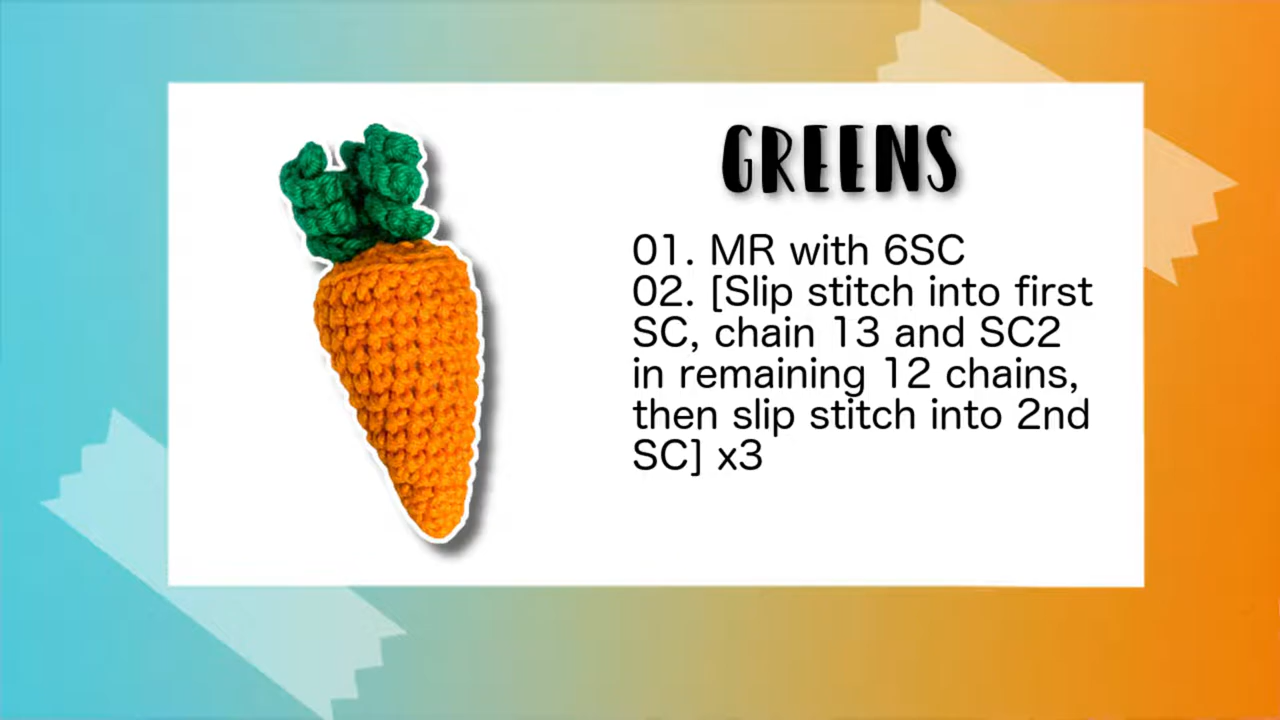 GREENS
01. MR with 6SC
02. [Slip stitch into first
SC, chain 13 and SC2
in remaining 12 chains,
then slip stitch into 2nd
SC] x3